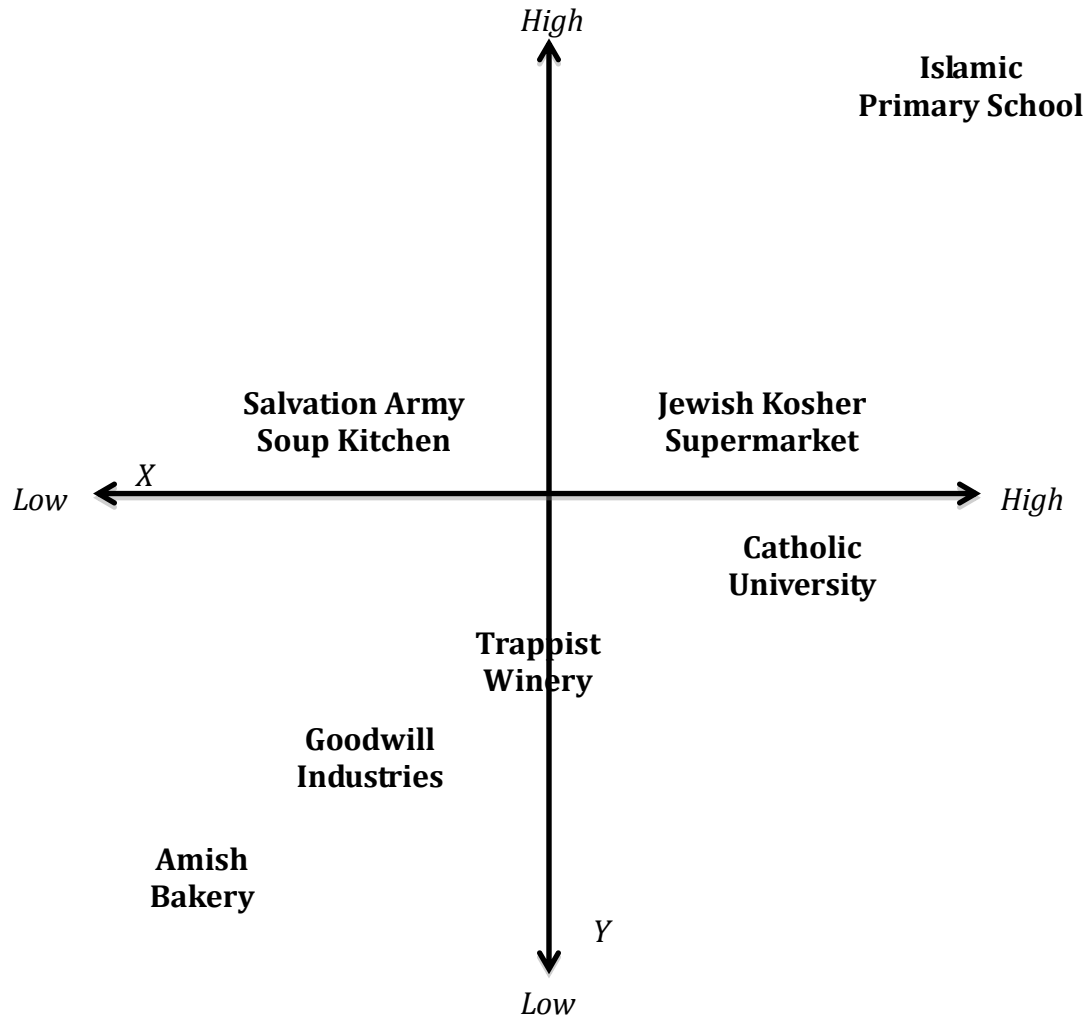 High
Islamic
Primary School
Salvation Army
Soup Kitchen
Jewish Kosher
Supermarket
X
Low
High
Catholic
University
Trappist
Winery
Goodwill
Industries
Amish
Bakery
Y
Low